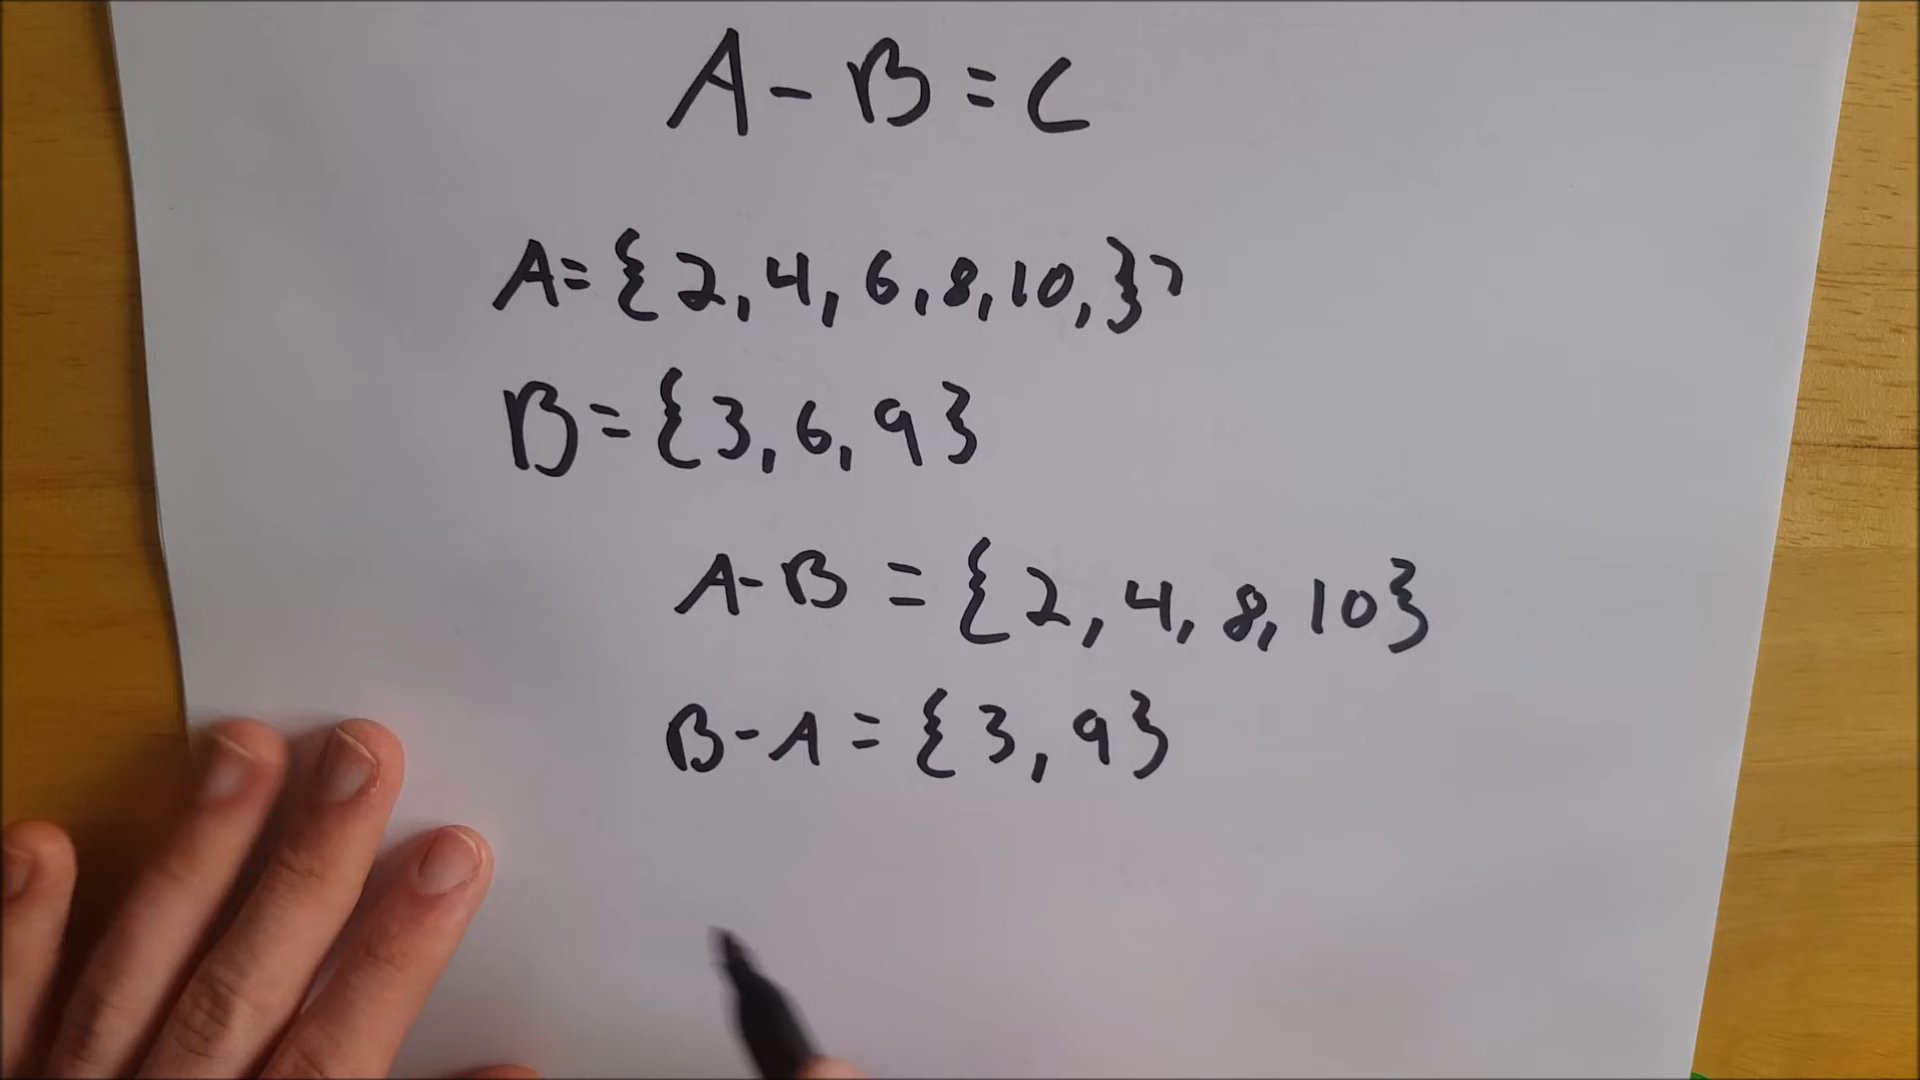 A - B = C
A = {2, 4, 6, 8, 10, }
B = {3, 6, 9}
A - B = {2, 4, 8, 10}
B - A = {3, 9}